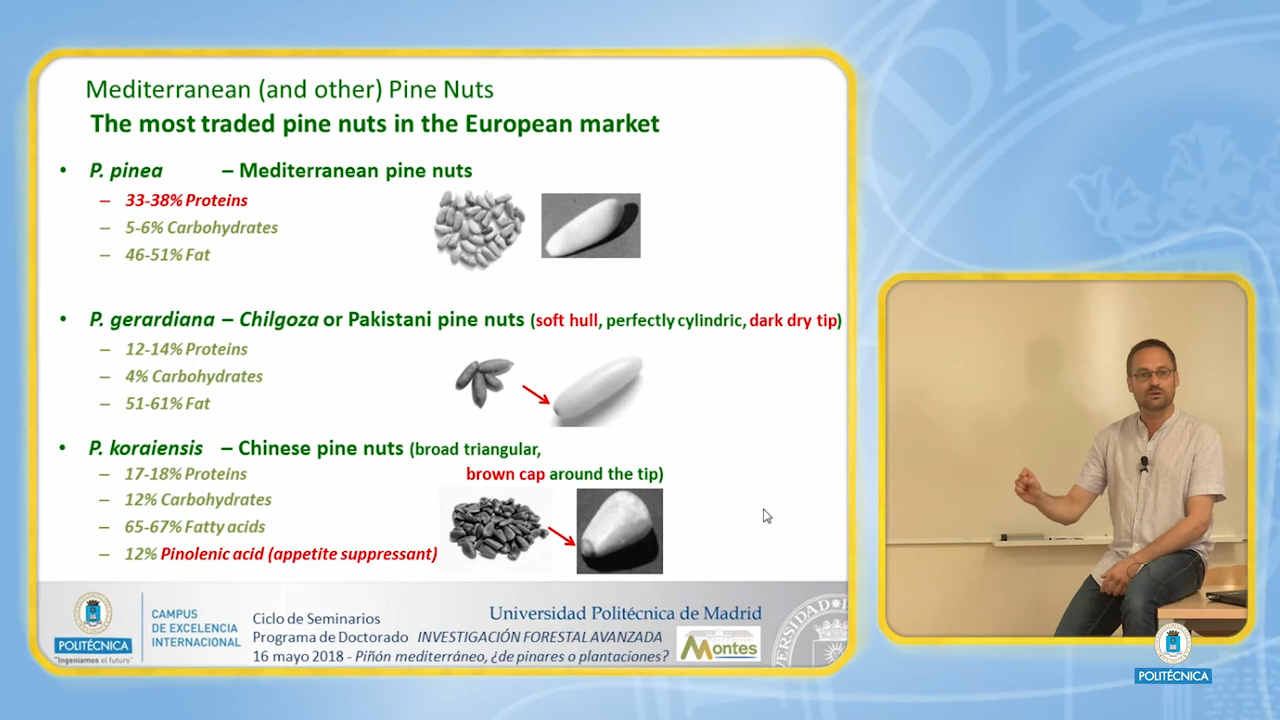 Mediterranean (and other) Pine Nuts
The most traded pine nuts in the European market
• P. pinea – Mediterranean pine nuts
– 33-38% Proteins
– 5-6% Carbohydrates
– 46-51% Fat
• P. gerardiana – Chilgoza or Pakistani pine nuts (soft hull, perfectly cylindric, dark dry tip)
– 12-14% Proteins
– 4% Carbohydrates
– 51-61% Fat
• P. koraiensis – Chinese pine nuts (broad triangular,
brown cap around the tip)
– 17-18% Proteins
– 12% Carbohydrates
– 65-67% Fatty acids
– 12% Pinolenic acid (appetite suppressant)
POLITÉCNICA
"Ingeniamos el futuro"
CAMPUS
DE EXCELENCIA
INTERNACIONAL
Ciclo de Seminarios
Universidad Politécnica de Madrid
Programa de Doctorado INVESTIGACIÓN FORESTAL AVANZADA
16 mayo 2018 - Piñón mediterráneo, ¿de pinares o plantaciones?
Montes
POLITÉCNICA